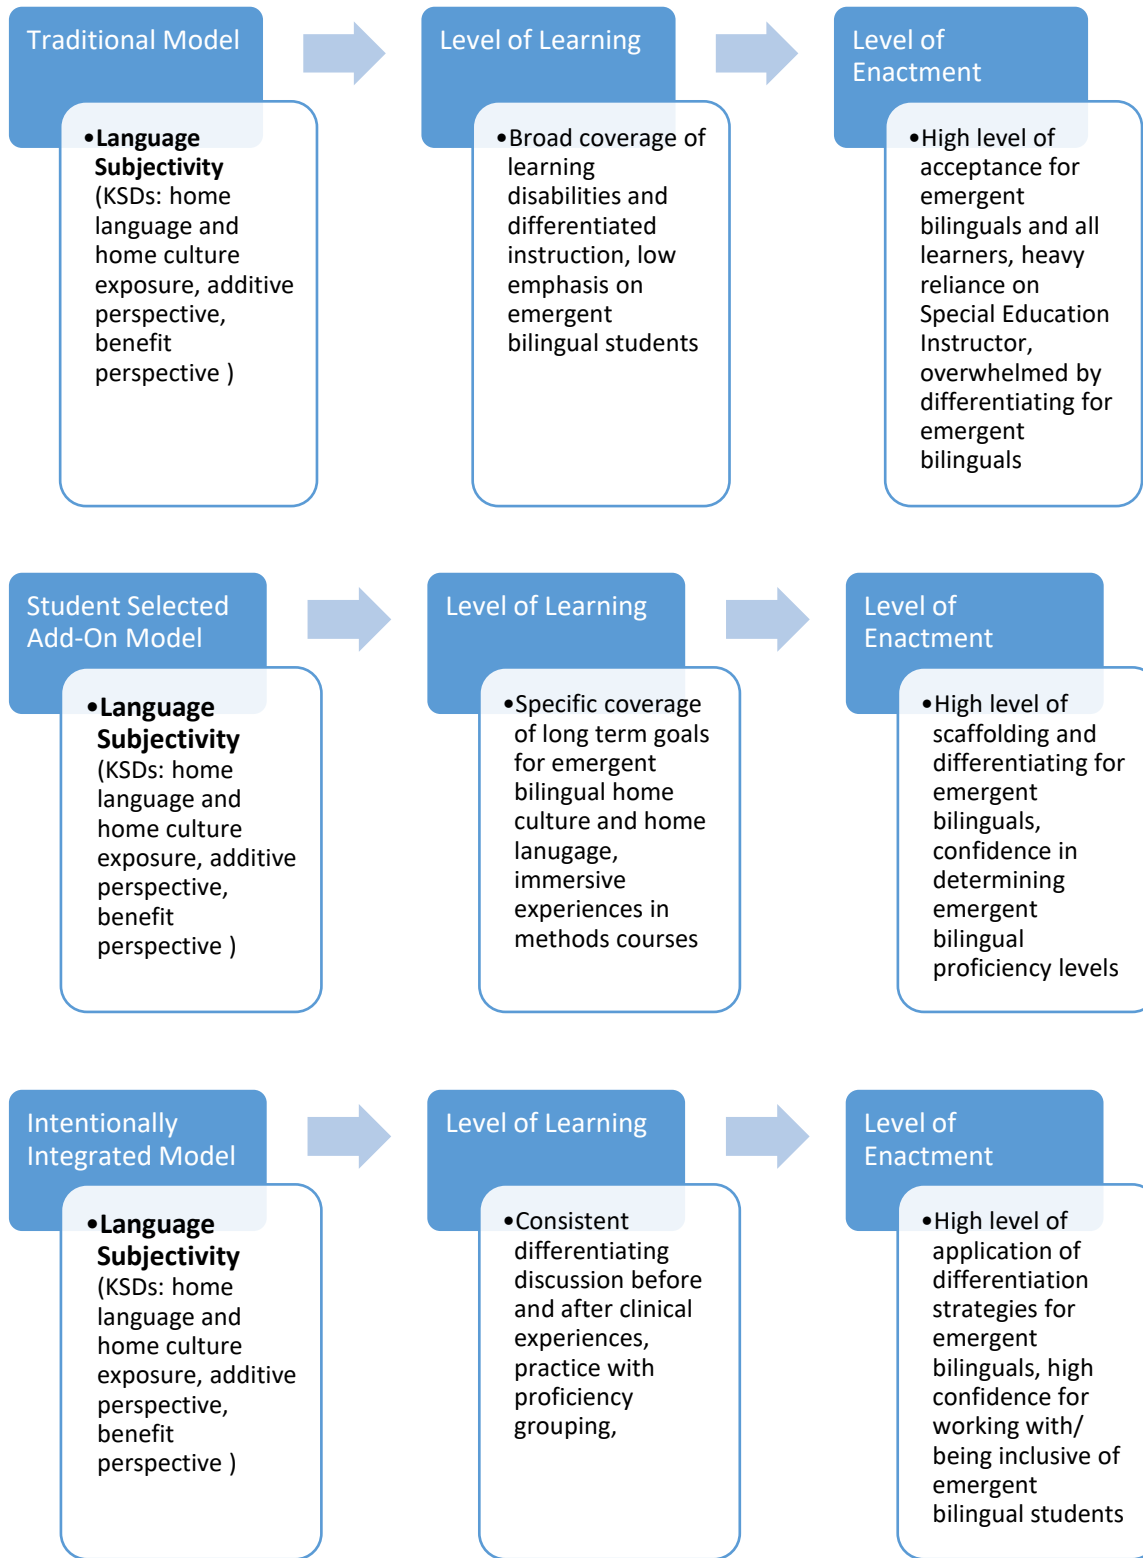 Traditional Model
•Language
Subjectivity
(KSDs: home
language and
home culture
exposure, additive
perspective,
benefit
perspective )
Level of Learning
•Broad coverage of
learning
disabilities and
differentiated
instruction, low
emphasis on
emergent
bilingual students
Level of
Enactment
•High level of
acceptance for
emergent
bilinguals and all
learners, heavy
reliance on
Special Education
Instructor,
overwhelmed by
differentiating for
emergent
bilinguals
Student Selected
Add-On Model
•Language
Subjectivity
(KSDs: home
language and
home culture
exposure, additive
perspective,
benefit
perspective )
Level of Learning
•Specific coverage
of long term goals
for emergent
bilingual home
culture and home
lanugage,
immersive
experiences in
methods courses
Level of
Enactment
•High level of
scaffolding and
differentiating for
emergent
bilinguals,
confidence in
determining
emergent
bilingual
proficiency levels
Intentionally
Integrated Model
•Language
Subjectivity
(KSDs: home
language and
home culture
exposure, additive
perspective,
benefit
perspective )
Level of Learning
•Consistent
differentiating
discussion before
and after clinical
experiences,
practice with
proficiency
grouping,
Level of
Enactment
•High level of
application of
differentiation
strategies for
emergent
bilinguals, high
confidence for
working with/
being inclusive of
emergent
bilingual students